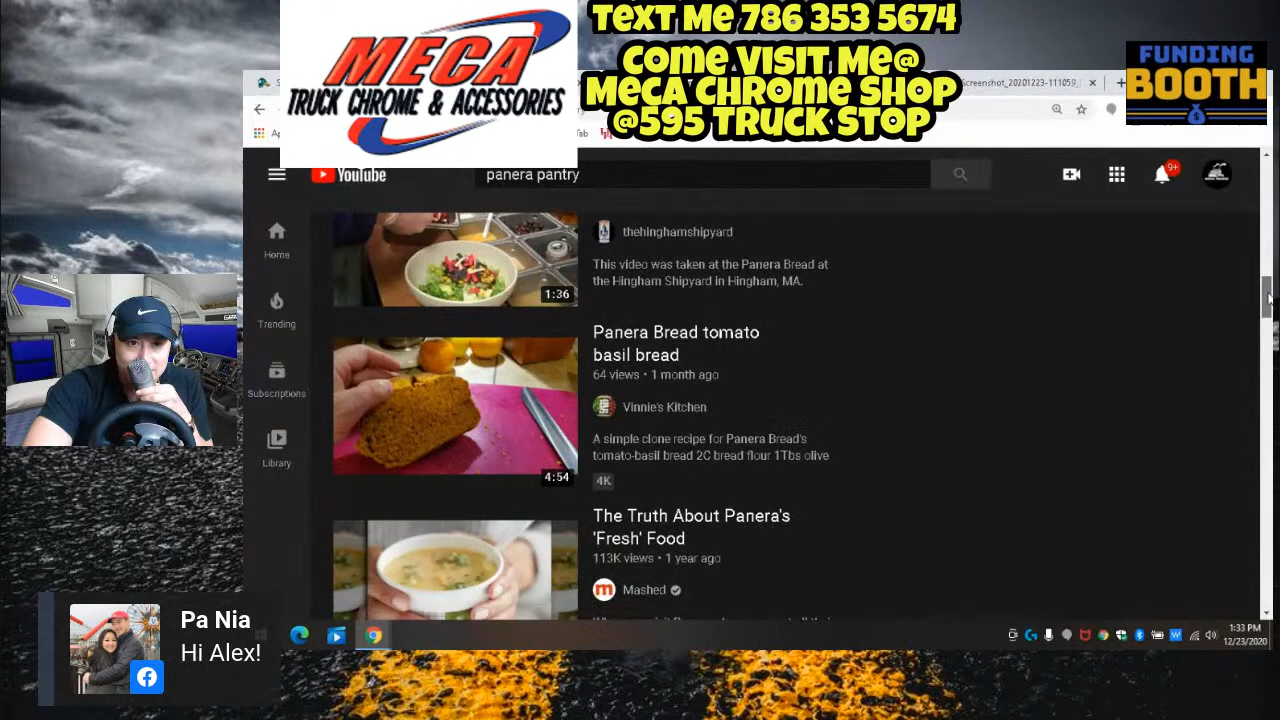 MECA
TRUCK CHROME & ACCESSORIES
Text Me 786 353 5674
Come Visit Me@
Meca Chrome Shop
@595 Truck Stop
FUNDING
BOOTH
Screenshot_20201223-111059_
YouTube
panera pantry
9+
Home
Trending
Subscriptions
Library
1:36
thehinghamshipyard
This video was taken at the Panera Bread at
the Hingham Shipyard in Hingham, MA.
4:54
Panera Bread tomato
basil bread
64 views • 1 month ago
Vinnie's Kitchen
A simple clone recipe for Panera Bread's
tomato-basil bread 2C bread flour 1Tbs olive
4K
The Truth About Panera's
'Fresh' Food
113K views • 1 year ago
Mashed
1:33 PM
12/23/2020
Pa Nia
Hi Alex!